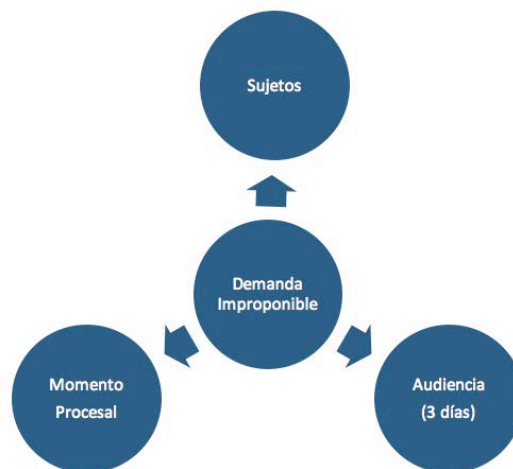 Sujetos
Demanda
Improponible
Momento
Procesal
Audiencia
(3 días)